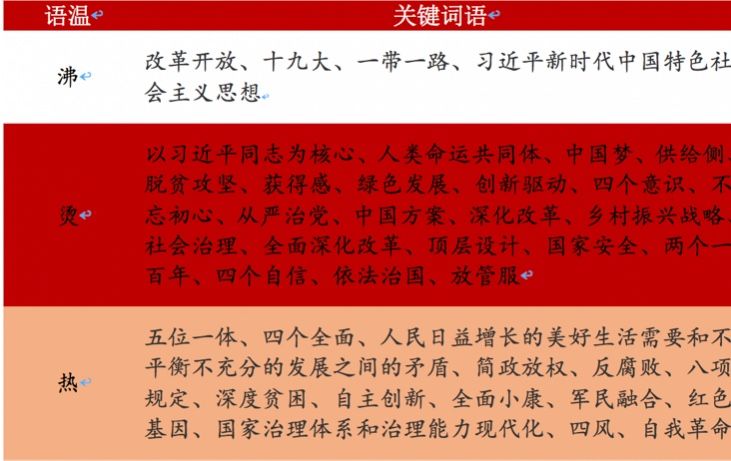 语温 关键词语
沸
改革开放、十九大、一带一路、习近平新时代中国特色社
会主义思想
烫
以习近平同志为核心、人类命运共同体、中国梦、供给侧、
脱贫攻坚、获得感、绿色发展、创新驱动、四个意识、不
忘初心、从严治党、中国方案、深化改革、乡村振兴战略、
社会治理、全面深化改革、顶层设计、国家安全、两个一
百年、四个自信、依法治国、放管服
热
五位一体、四个全面、人民日益增长的美好生活需要和不
平衡不充分的发展之间的矛盾、简政放权、反腐败、八项
规定、深度贫困、自主创新、全面小康、军民融合、红色
基因、国家治理体系和治理能力现代化、四风、自我革命